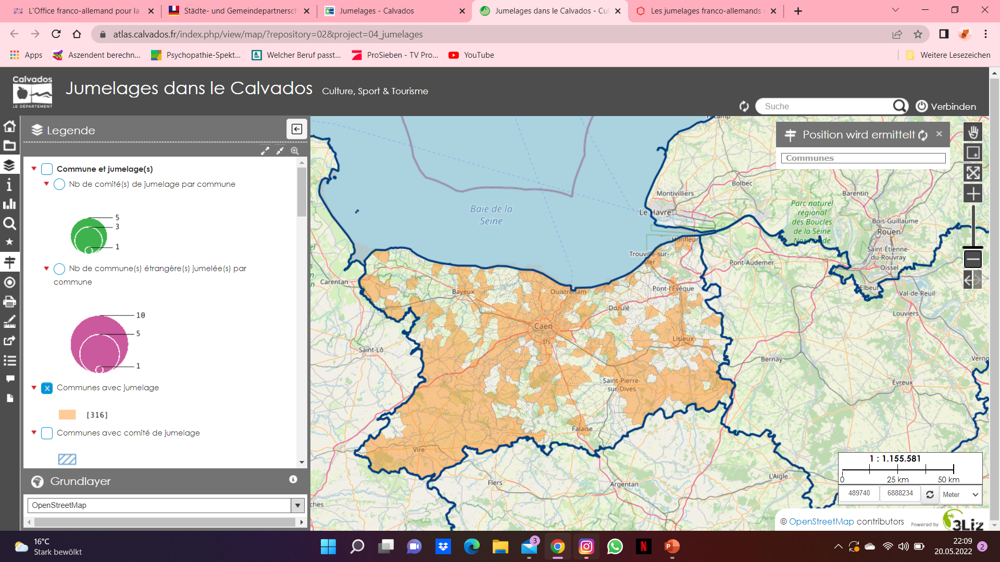 L'Office franco-allemand pour la
Städte- und Gemeindepartnersch
Jumelages - Calvados
Jumelages dans le Calvados - Cul
Les jumelages franco-allemands
atlas.calvados.fr/index.php/view/map/?repository=02&project=04_jumelages
Apps
Aszendent berechn...
Psychopathie-Spekt...
Welcher Beruf passt...
ProSieben - TV Pro...
YouTube
Weitere Lesezeichen
Calvados
LE DÉPARTEMENT
Jumelages dans le Calvados
Culture, Sport & Tourisme
Suche
Verbinden
Legende
Commune et jumelage(s)
Nb de comité(s) de jumelage par commune
5
3
1
Nb de commune(s) étrangère(s) jumelée(s) par
commune
10
5
1
Communes avec jumelage
[316]
Communes avec comité de jumelage
Grundlayer
OpenStreetMap
Position wird ermittelt
Communes
Baie de la
Seine
Montivilliers
Bolbec
Barentin
Le Havre
Parc naturel
régional
des Boucles
de la Seine
Normande
Bois-Guillaume
Rouen
Saint-Étienne-
du-Rouvray
Oissel
Honfleur
Trouville-sur-
Mer
Pont-Audemer
Elbeuf
Val-de-Reuil
Louviers
Carentan
Bayeux
Ouistreham
Pont-l'Évêque
Dozulé
Caen
Ifs
Lisieux
Saint-Lô
Bernay
Verno
Évreux
Saint-Pierre-
sur-Dives
Falaise
Vire
L'Aigle
Flers
Argentan
ches
1 : 1.155.581
0
25 km
50 km
489740
6888234
Meter
© OpenStreetMap contributors
Powered by
3Liz
16°C
Stark bewölkt
3
22:09
20.05.2022
2